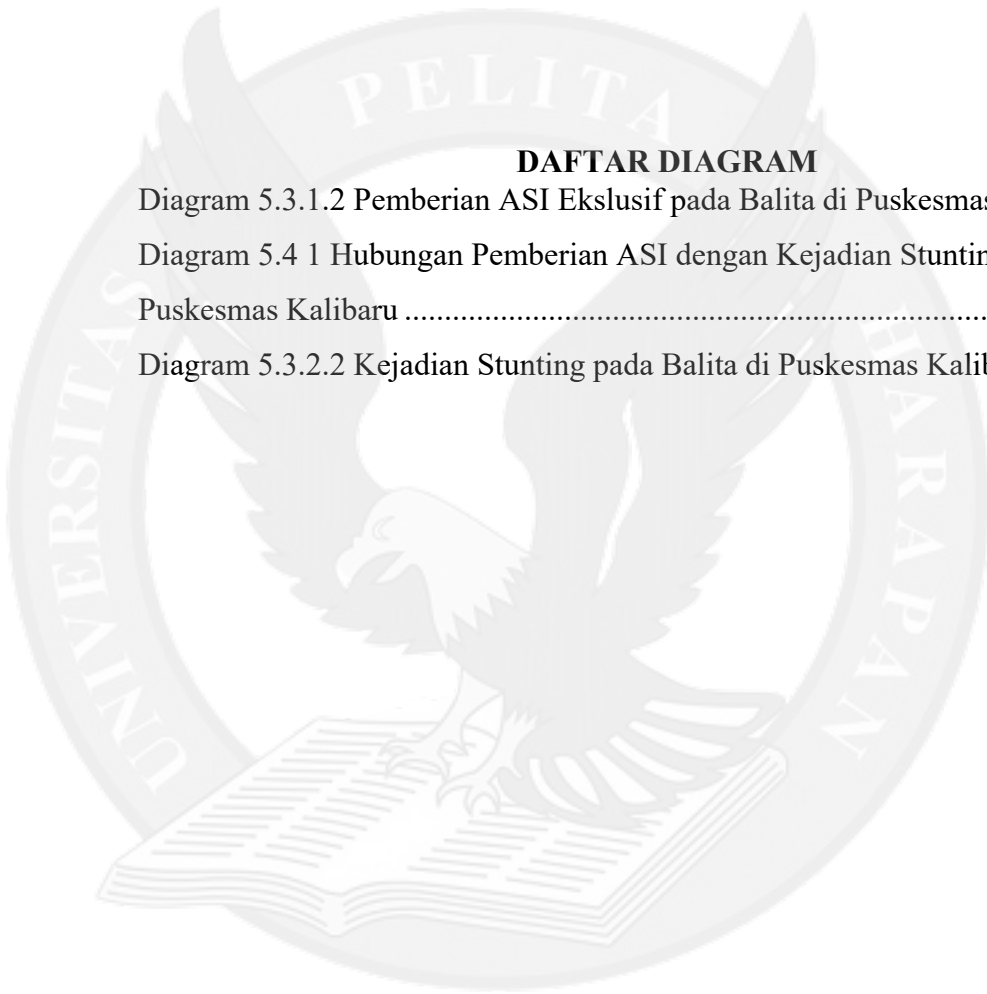 DAFTAR DIAGRAM
Diagram 5.3.1.2 Pemberian ASI Ekslusif pada Balita di Puskesmas
Diagram 5.4 1 Hubungan Pemberian ASI dengan Kejadian Stuntin
Puskesmas Kalibaru ..........................................................................
Diagram 5.3.2.2 Kejadian Stunting pada Balita di Puskesmas Kalib
UNIVERSITAS PELITA HARAPAN